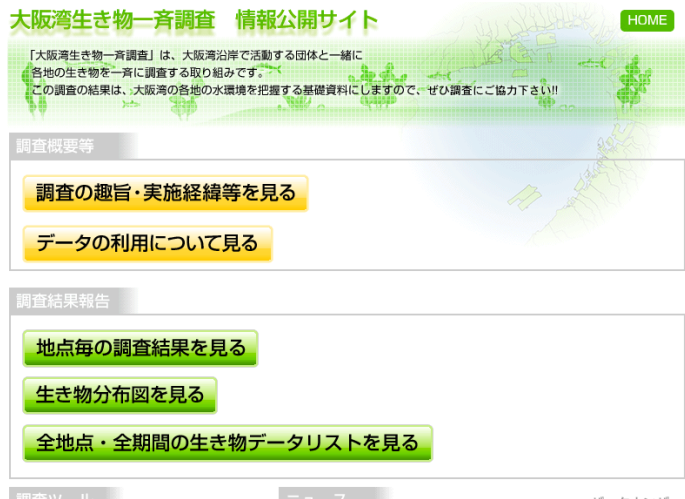 大阪湾生き物一斉調査　情報公開サイト
HOME
「大阪湾生き物一斉調査」は、大阪湾沿岸で活動する団体と一緒に
各地の生き物を一斉に調査する取り組みです。
この調査の結果は、大阪湾の各地の水環境を把握する基礎資料にしますので、ぜひ調査にご協力下さい!!
調査概要等
調査の趣旨・実施経緯等を見る
データの利用について見る
調査結果報告
地点毎の調査結果を見る
生き物分布図を見る
全地点・全期間の生き物データリストを見る
調査ツール
ニュース